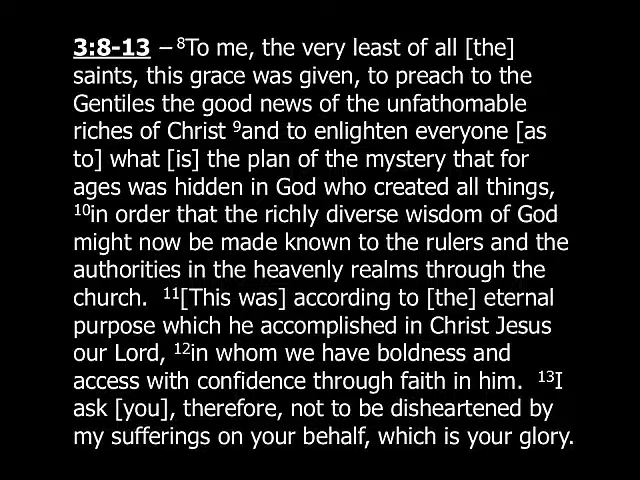 3:8-13 – 8To me, the very least of all [the]
saints, this grace was given, to preach to the
Gentiles the good news of the unfathomable
riches of Christ 9and to enlighten everyone [as
to] what [is] the plan of the mystery that for
ages was hidden in God who created all things,
10in order that the richly diverse wisdom of God
might now be made known to the rulers and the
authorities in the heavenly realms through the
church.  11[This was] according to [the] eternal
purpose which he accomplished in Christ Jesus
our Lord, 12in whom we have boldness and
access with confidence through faith in him.  13I
ask [you], therefore, not to be disheartened by
my sufferings on your behalf, which is your glory.